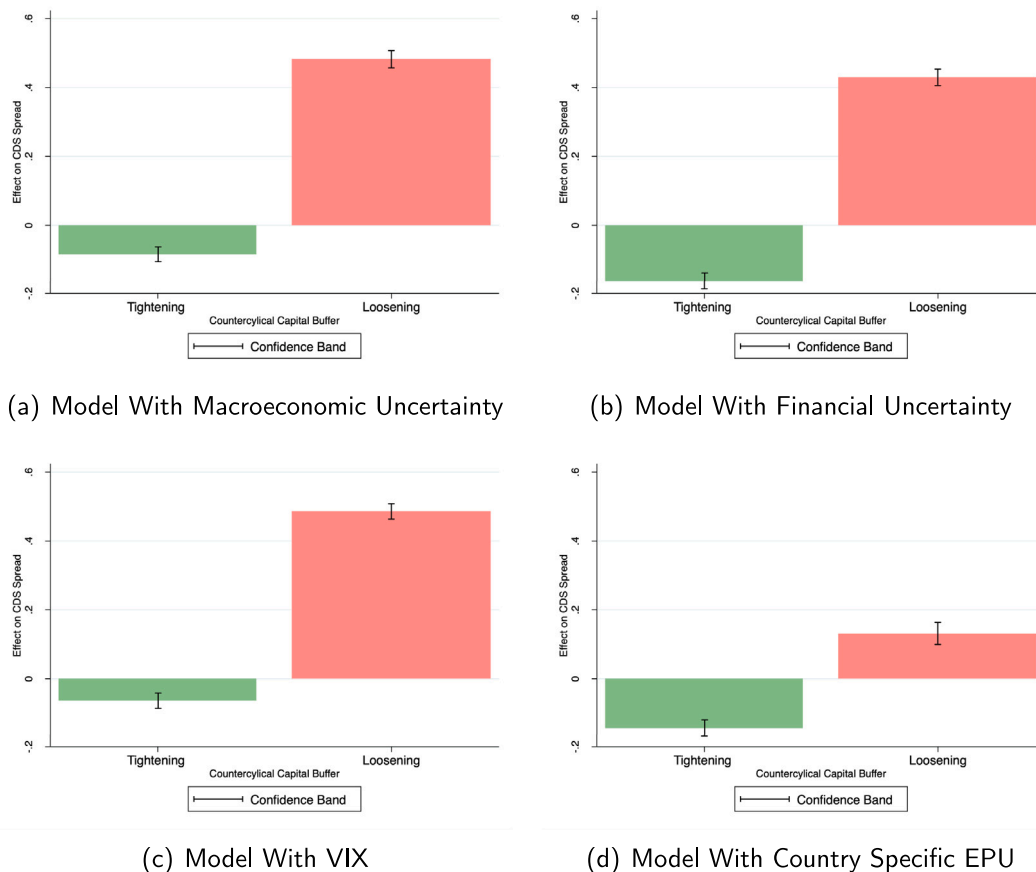 .6
.4
.2
0
-.2
Effect on CDS Spread
Tightening
Loosening
Countercylical Capital Buffer
Confidence Band
(a) Model With Macroeconomic Uncertainty
.6
.4
.2
0
-.2
Effect on CDS Spread
Tightening
Loosening
Countercylical Capital Buffer
Confidence Band
(b) Model With Financial Uncertainty
.6
.4
.2
0
-.2
Effect on CDS Spread
Tightening
Loosening
Countercylical Capital Buffer
Confidence Band
(c) Model With VIX
.6
.4
.2
0
-.2
Effect on CDS Spread
Tightening
Loosening
Countercylical Capital Buffer
Confidence Band
(d) Model With Country Specific EPU